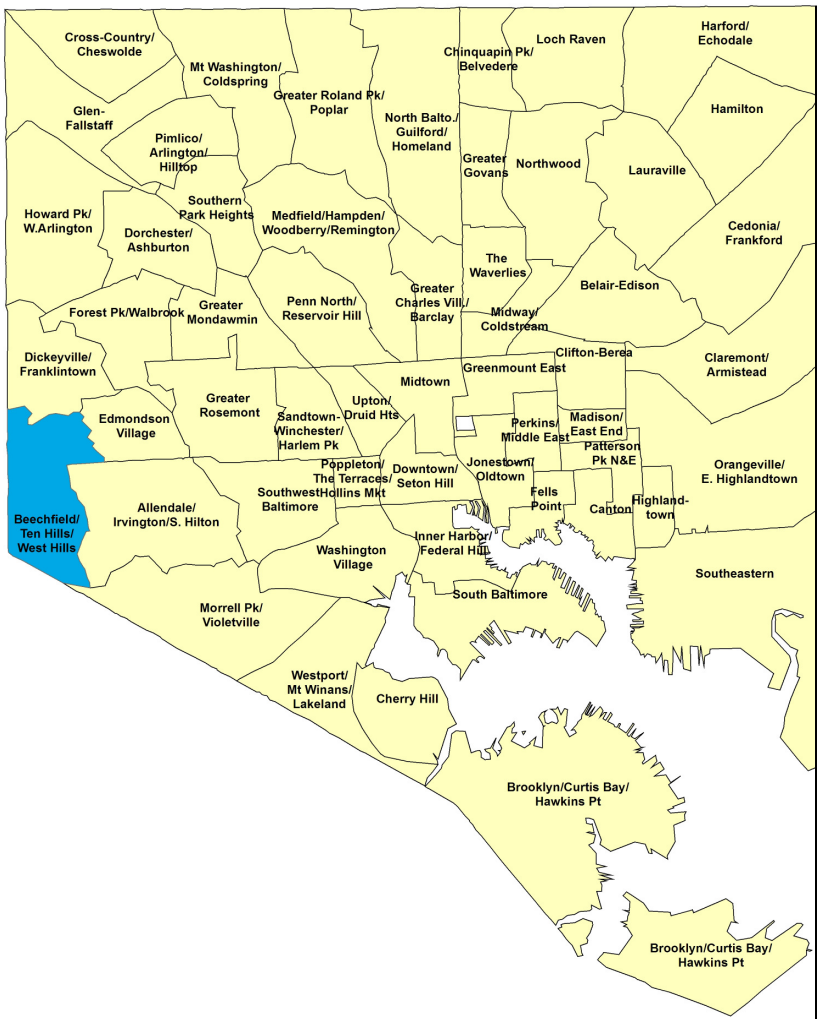 Cross-Country/
Cheswolde
Mt Washington/
Coldspring
Greater Roland Pk/
Poplar
North Balto./
Guilford/
Homeland
Chinquapin Pk/
Belvedere
Loch Raven
Harford/
Echodale
Glen-
Fallstaff
Pimlico/
Arlington/
Hilltop
Greater
Govans
Northwood
Lauraville
Hamilton
Howard Pk/
W.Arlington
Dorchester/
Ashburton
Southern
Park Heights
Medfield/Hampden/
Woodberry/Remington
The
Waverlies
Cedonia/
Frankford
Forest Pk/Walbrook
Greater
Mondawmin
Penn North/
Reservoir Hill
Greater
Charles Vill./
Barclay
Midway/
Coldstream
Belair-Edison
Dickeyville/
Franklintown
Edmondson
Village
Greater
Rosemont
Sandtown-
Winchester/
Harlem Pk
Upton/
Druid Hts
Midtown
Greenmount East
Clifton-Berea
Claremont/
Armistead
Perkins/
Middle East
Madison/
East End
Patterson
Pk N&E
Orangeville/
E. Highlandtown
Beechfield/
Ten Hills/
West Hills
Allendale/
Irvington/S. Hilton
Southwest
Baltimore
Poppleton/
The Terraces/
Hollins Mkt
Downtown/
Seton Hill
Jonestown/
Oldtown
Fells
Point
Canton
Highland-
town
Washington
Village
Inner Harbor/
Federal Hill
South Baltimore
Southeastern
Morrell Pk/
Violetville
Westport/
Mt Winans/
Lakeland
Cherry Hill
Brooklyn/Curtis Bay/
Hawkins Pt
Brooklyn/Curtis Bay/
Hawkins Pt